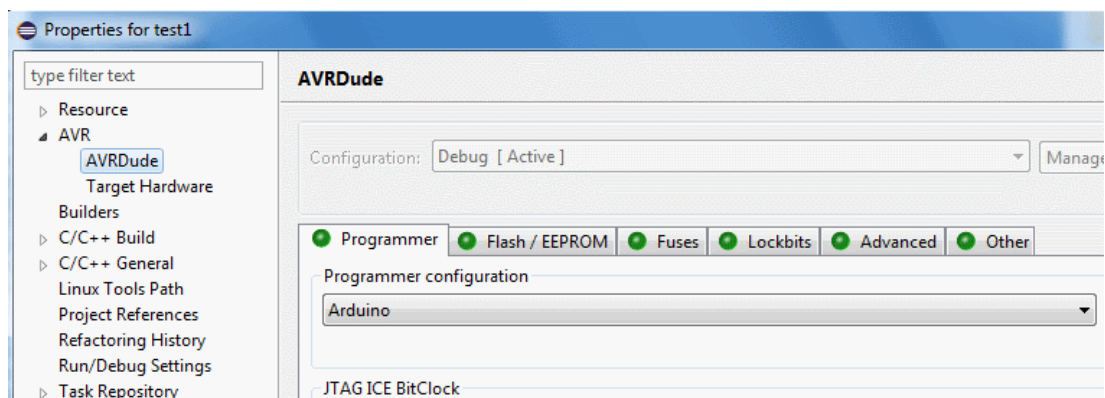 Properties for test1
type filter text
Resource
AVR
AVRDude
Target Hardware
Builders
C/C++ Build
C/C++ General
Linux Tools Path
Project References
Refactoring History
Run/Debug Settings
Task Repository
AVRDude
Configuration: Debug [ Active ] Manage
Programmer Flash / EEPROM Fuses Lockbits Advanced Other
Programmer configuration
Arduino
JTAG ICE BitClock